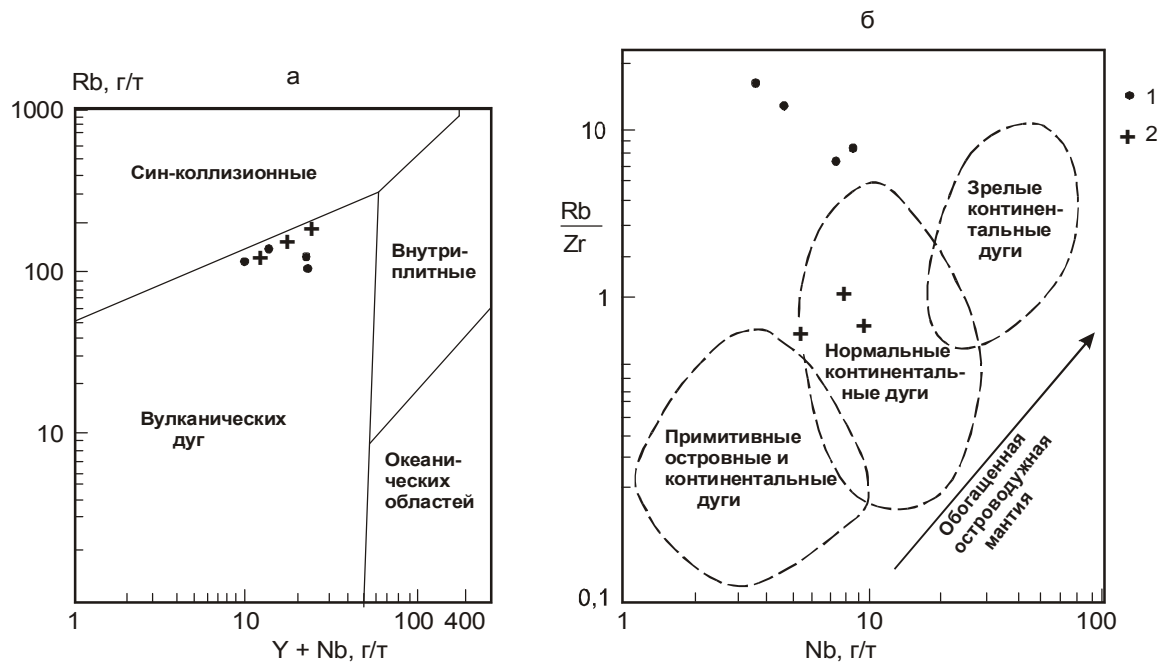 а
Rb, г/т
1000
100
10
Син-коллизионные
Внутри-
плитные
Вулканических
дуг
Океани-
ческих
областей
1
10
100
400
Y + Nb, г/т
б
Rb
Zr
10
1
0,1
Зрелые
континен-
тальные
дуги
Нормальные
континенталь-
ные дуги
Примитивные
островные и
континентальные
дуги
Обогащенная
островодужная
мантия
1
10
100
Nb, г/т
1
2